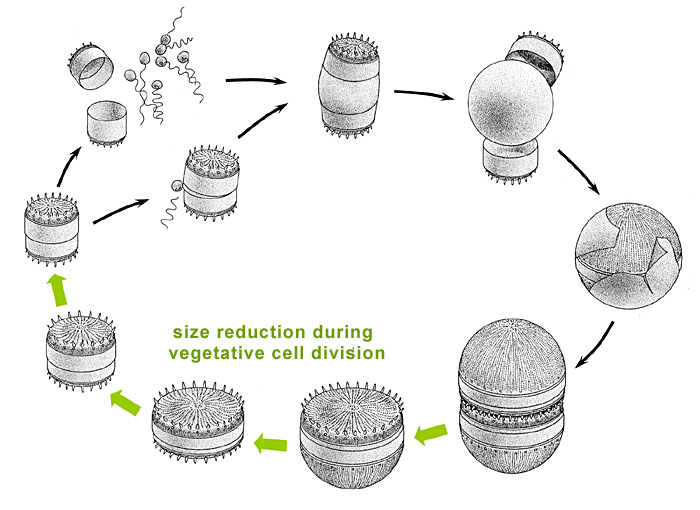 size reduction during
vegetative cell division